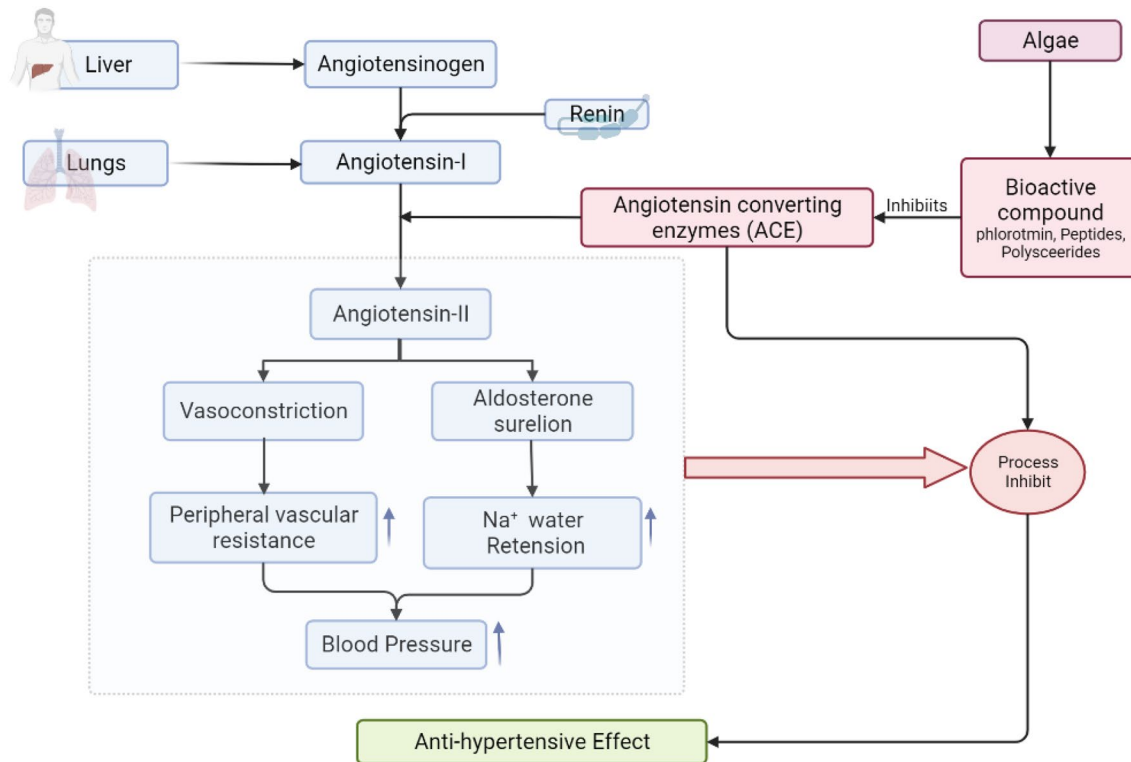 Liver
Angiotensinogen
Algae
Renin
Lungs
Angiotensin-I
Bioactive
compound
phlorotmin, Peptides,
Polysceerides
Inhibiits
Angiotensin converting
enzymes (ACE)
Angiotensin-II
Vasoconstriction
Aldosterone
surelion
Process
Inhibit
Peripheral vascular
resistance
Na⁺ water
Retension
Blood Pressure
Anti-hypertensive Effect